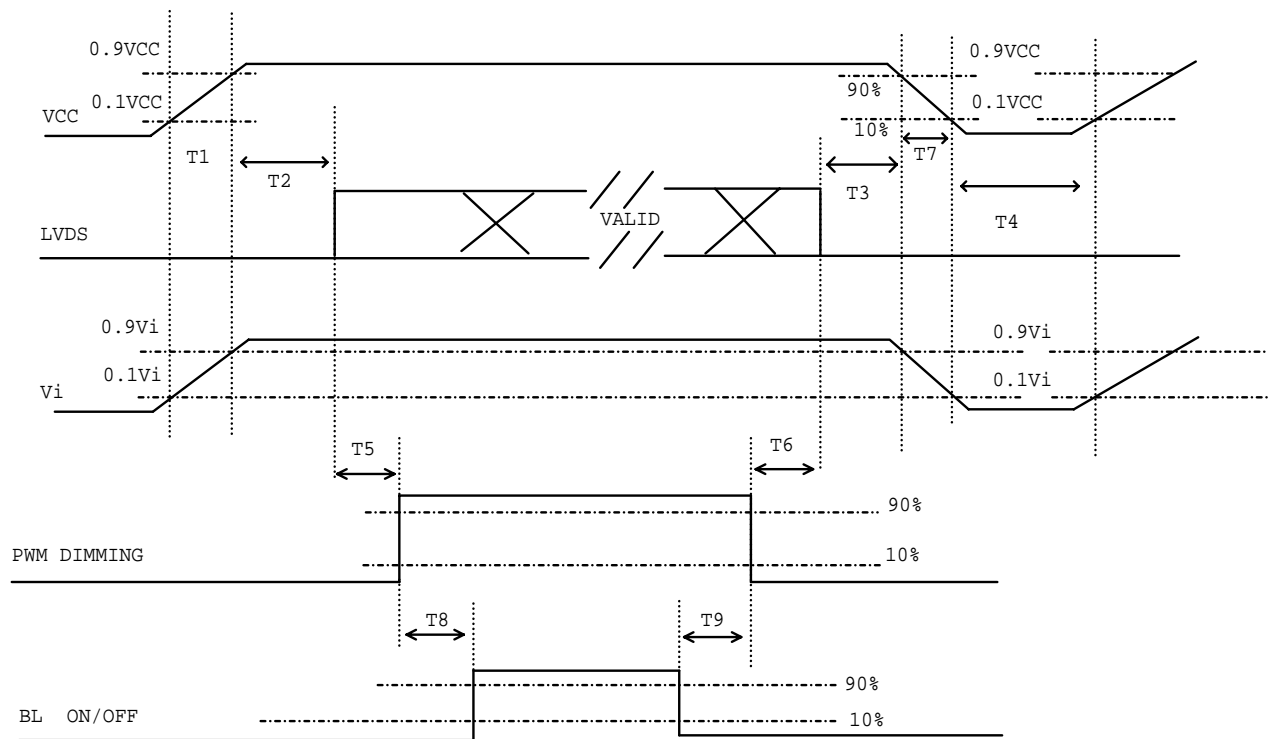 0.9VCC
0.9VCC
90%
0.1VCC
0.1VCC
VCC
10%
T1
T7
T2
T3
VALID
T4
LVDS
0.9Vi
0.9Vi
0.1Vi
0.1Vi
Vi
T5
T6
90%
PWM DIMMING
10%
T8
T9
90%
BL ON/OFF
10%